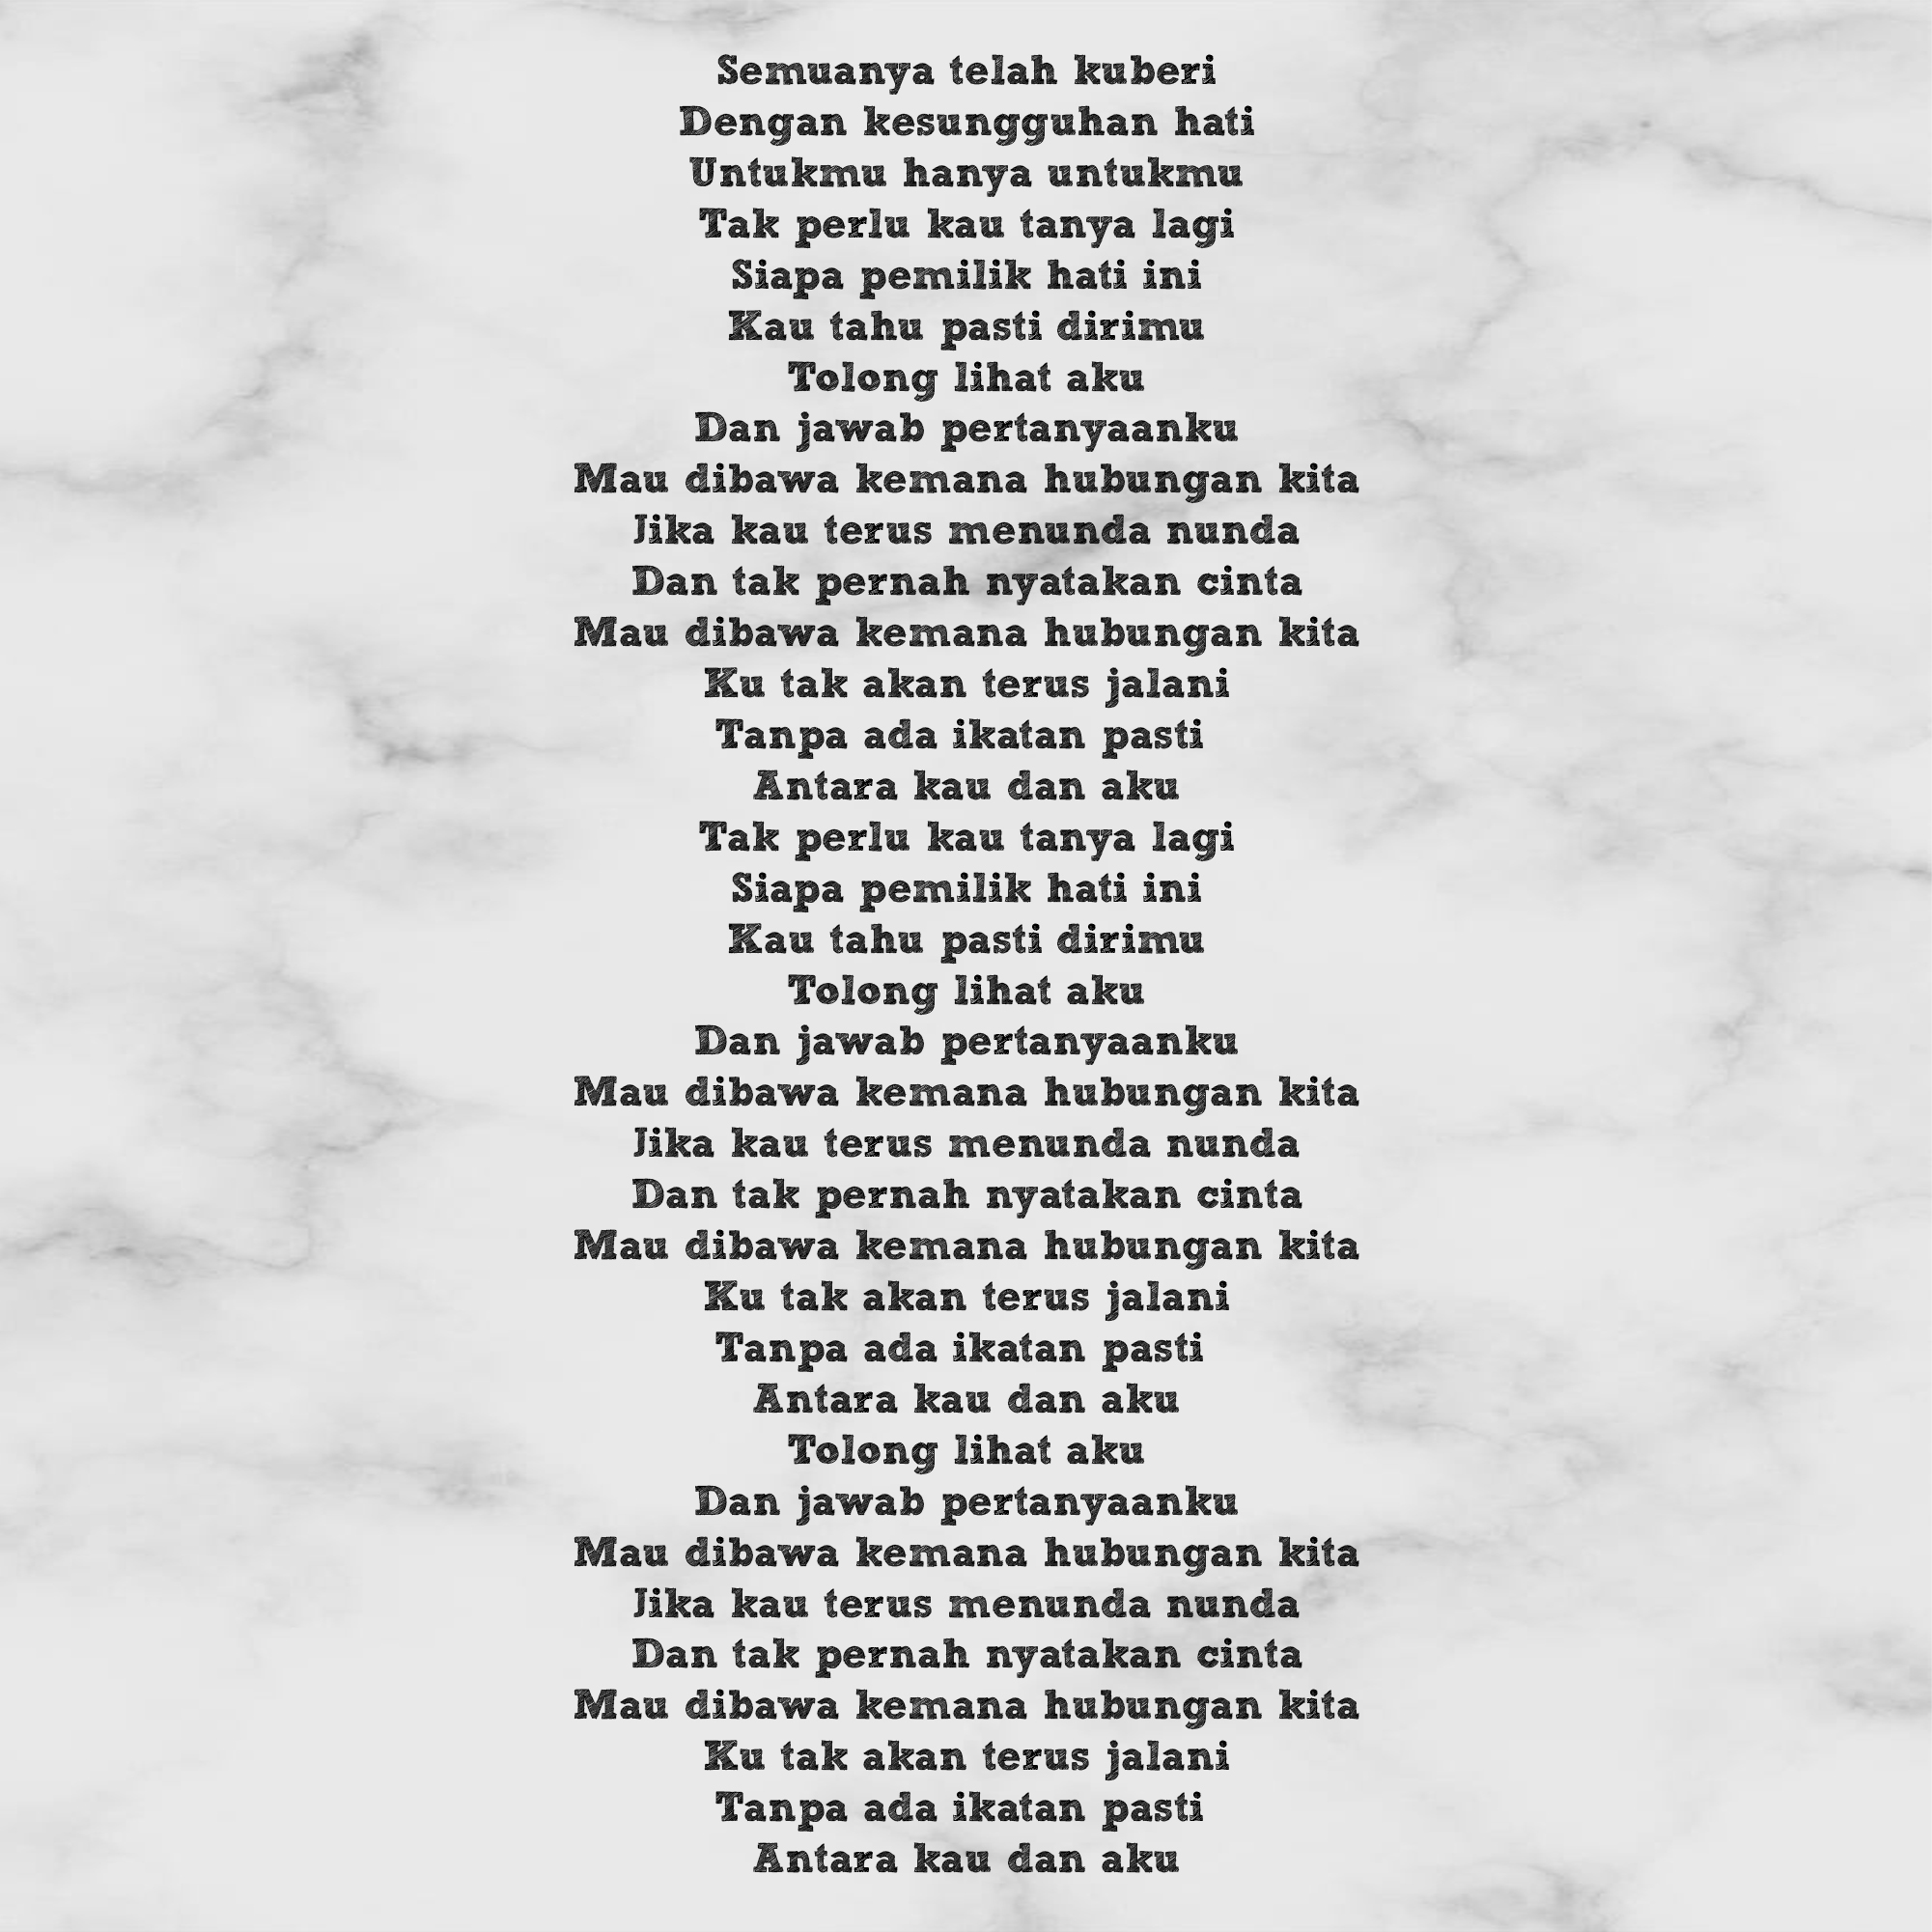 Semuanya telah kuberi
Dengan kesungguhan hati
Untukmu hanya untukmu
Tak perlu kau tanya lagi
Siapa pemilik hati ini
Kau tahu pasti dirimu
Tolong lihat aku
Dan jawab pertanyaanku
Mau dibawa kemana hubungan kita
Jika kau terus menunda nunda
Dan tak pernah nyatakan cinta
Mau dibawa kemana hubungan kita
Ku tak akan terus jalani
Tanpa ada ikatan pasti
Antara kau dan aku
Tak perlu kau tanya lagi
Siapa pemilik hati ini
Kau tahu pasti dirimu
Tolong lihat aku
Dan jawab pertanyaanku
Mau dibawa kemana hubungan kita
Jika kau terus menunda nunda
Dan tak pernah nyatakan cinta
Mau dibawa kemana hubungan kita
Ku tak akan terus jalani
Tanpa ada ikatan pasti
Antara kau dan aku
Tolong lihat aku
Dan jawab pertanyaanku
Mau dibawa kemana hubungan kita
Jika kau terus menunda nunda
Dan tak pernah nyatakan cinta
Mau dibawa kemana hubungan kita
Ku tak akan terus jalani
Tanpa ada ikatan pasti
Antara kau dan aku